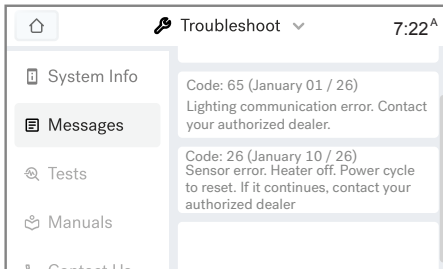 Troubleshoot
7:22 A
System Info
Messages
Tests
Manuals
Contact Us
Code: 65 (January 01 / 26)
Lighting communication error. Contact
your authorized dealer.
Code: 26 (January 10 / 26)
Sensor error. Heater off. Power cycle
to reset. If it continues, contact your
authorized dealer